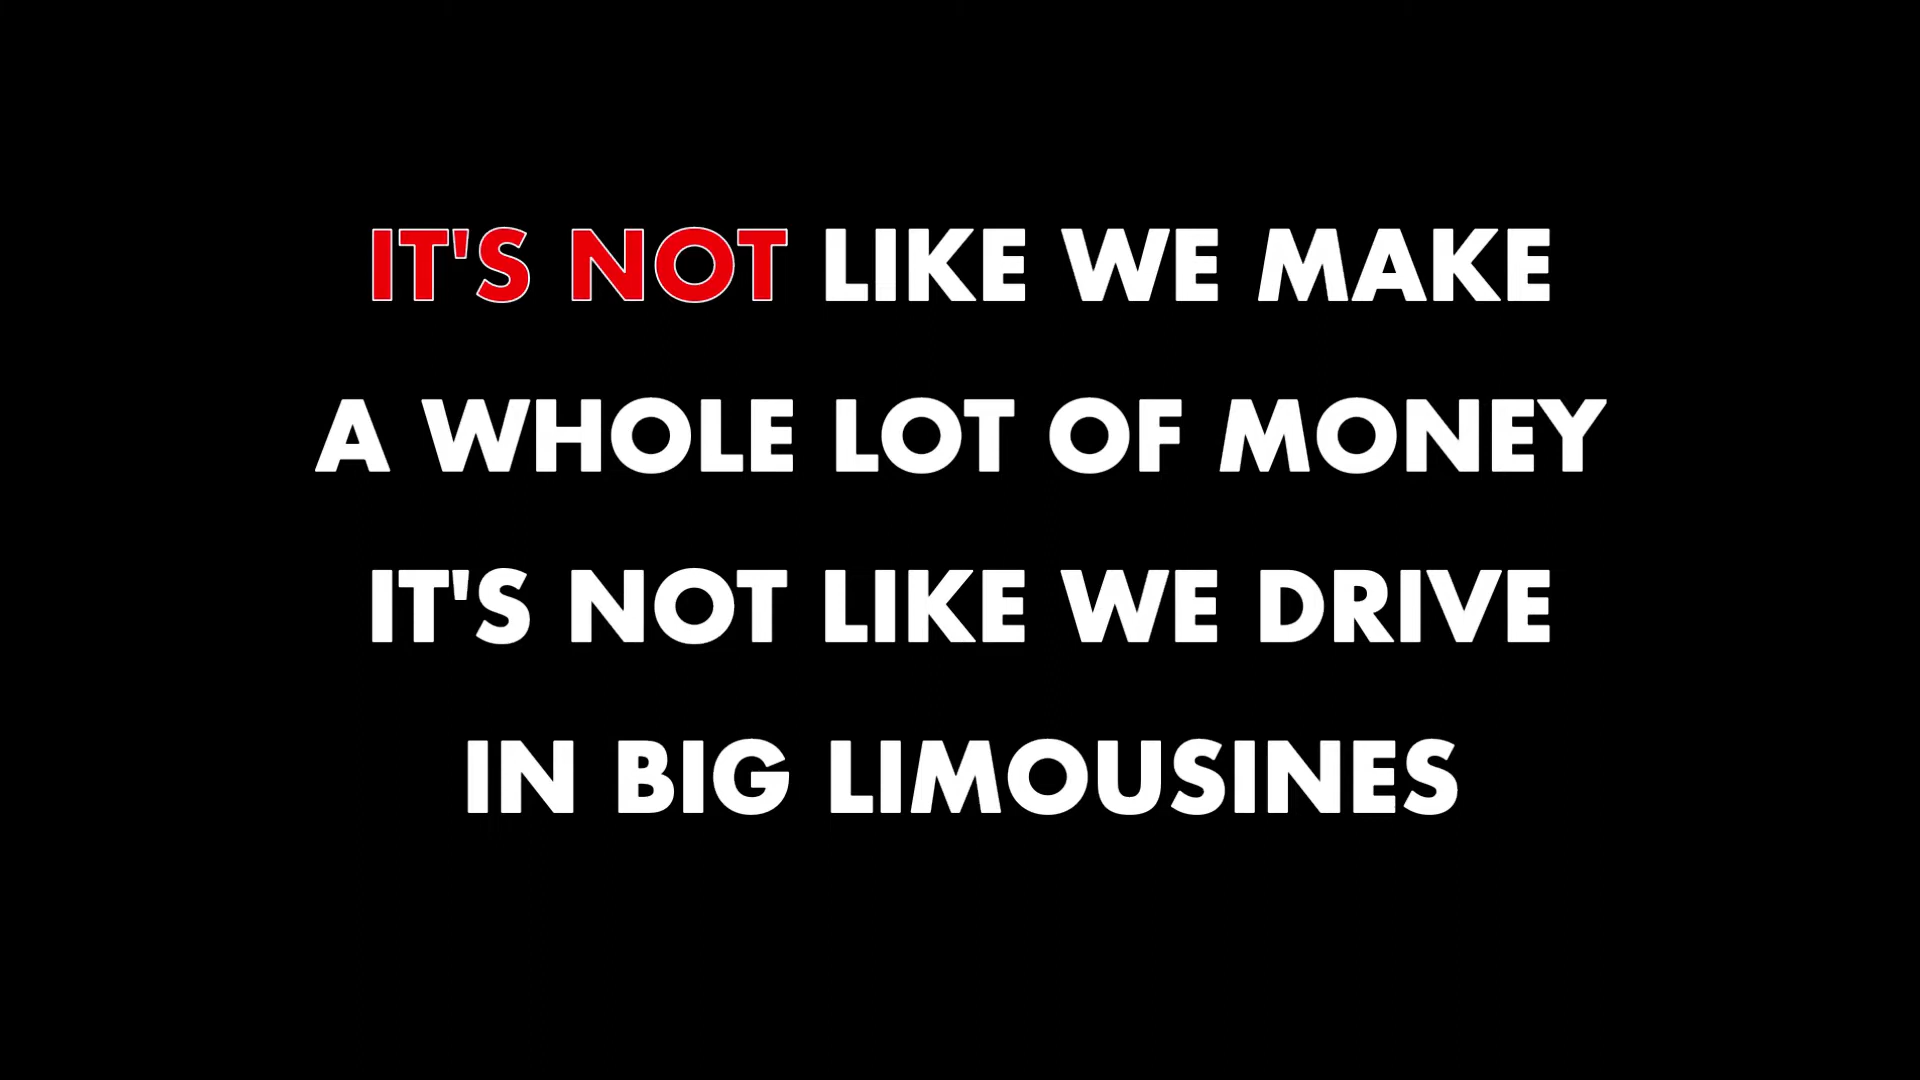 IT'S NOT LIKE WE MAKE
A WHOLE LOT OF MONEY
IT'S NOT LIKE WE DRIVE
IN BIG LIMOUSINES